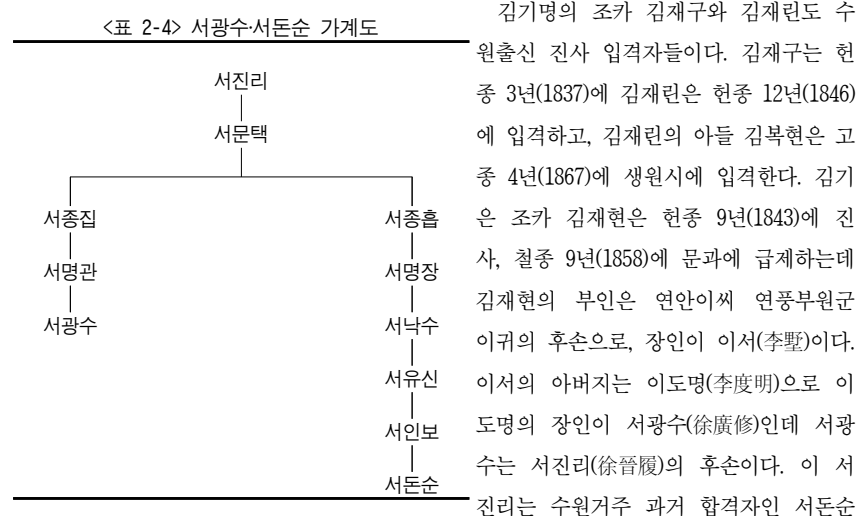 <표 2-4> 서광수·서돈순 가계도
서진리
서문택
서종집 서종흡
서명관 서명장
서광수 서낙수
서유신
서인보
서돈순
김기명의 조카 김재구와 김재린도 수
원출신 진사 입격자들이다. 김재구는 헌
종 3년(1837)에 김재린은 헌종 12년(1846)
에 입격하고, 김재린의 아들 김복현은 고
종 4년(1867)에 생원시에 입격한다. 김기
은 조카 김재현은 헌종 9년(1843)에 진
사, 철종 9년(1858)에 문과에 급제하는데
김재현의 부인은 연안이씨 연풍부원군
이귀의 후손으로, 장인이 이서(李墅)이다.
이서의 아버지는 이도명(李度明)으로 이
도명의 장인이 서광수(徐廣修)인데 서광
수는 서진리(徐晉履)의 후손이다. 이 서
진리는 수원거주 과거 합격자인 서돈순